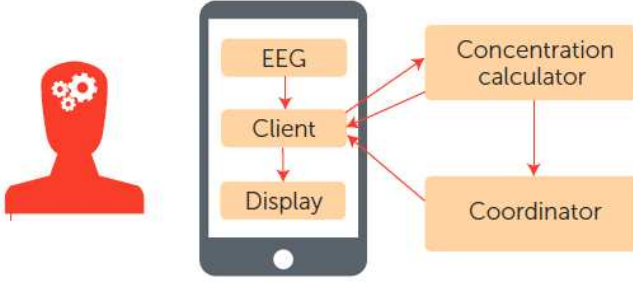 EEG
Client
Display
Concentration
calculator
Coordinator